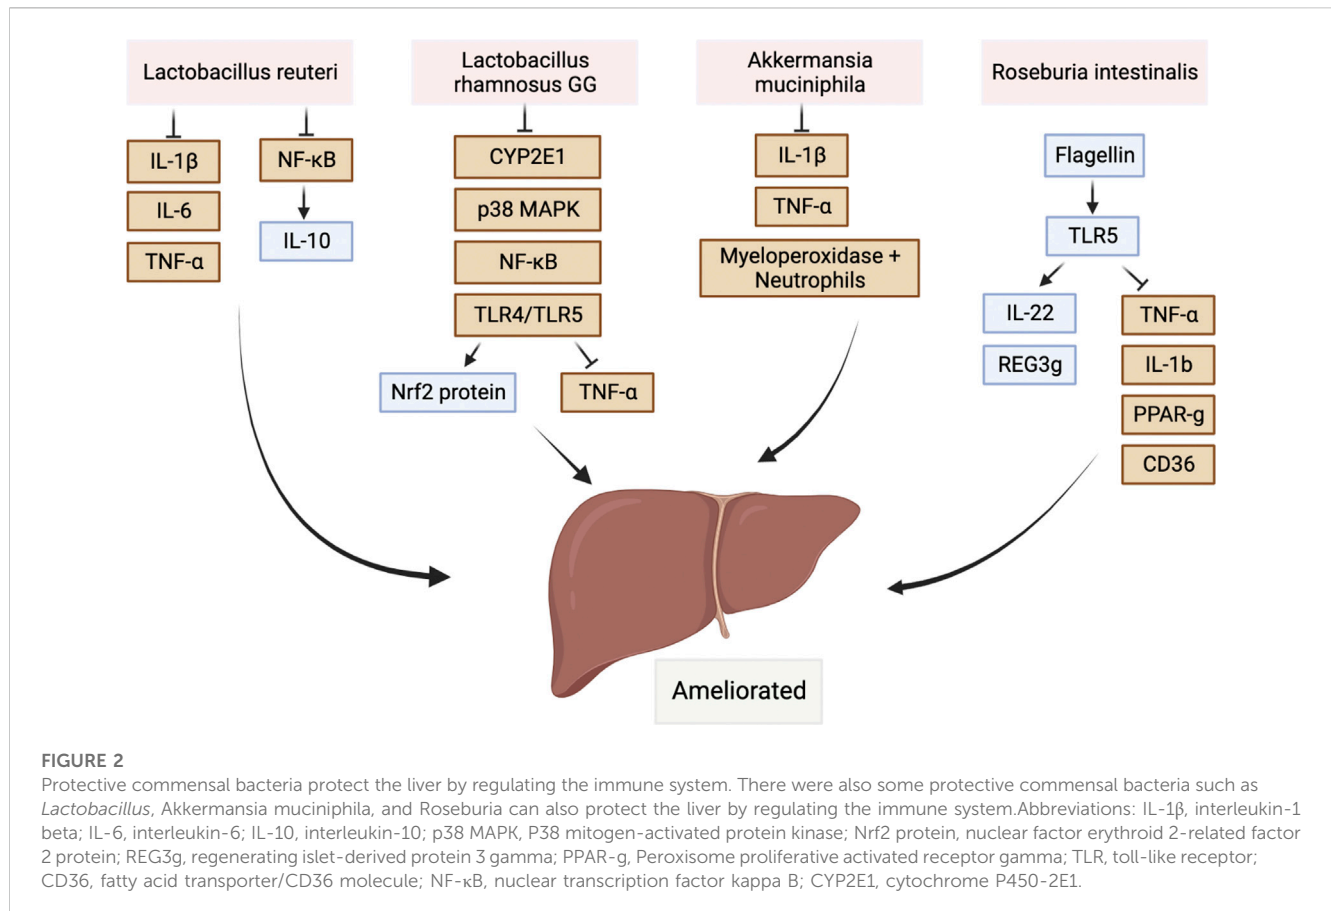 Lactobacillus reuteri
IL-1β
IL-6
TNF-α
NF-κB
IL-10
Lactobacillus
rhamnosus GG
CYP2E1
p38 MAPK
NF-κB
TLR4/TLR5
Nrf2 protein
TNF-α
Akkermansia
muciniphila
IL-1β
TNF-α
Myeloperoxidase +
Neutrophils
Roseburia intestinalis
Flagellin
TLR5
IL-22
REG3g
TNF-α
IL-1b
PPAR-g
CD36
Ameliorated
FIGURE 2
Protective commensal bacteria protect the liver by regulating the immune system. There were also some protective commensal bacteria such as
Lactobacillus, Akkermansia muciniphila, and Roseburia can also protect the liver by regulating the immune system.Abbreviations: IL-1β, interleukin-1
beta; IL-6, interleukin-6; IL-10, interleukin-10; p38 MAPK, P38 mitogen-activated protein kinase; Nrf2 protein, nuclear factor erythroid 2-related factor
2 protein; REG3g, regenerating islet-derived protein 3 gamma; PPAR-g, Peroxisome proliferative activated receptor gamma; TLR, toll-like receptor;
CD36, fatty acid transporter/CD36 molecule; NF-κB, nuclear transcription factor kappa B; CYP2E1, cytochrome P450-2E1.